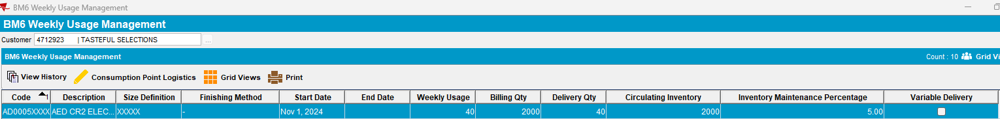 BM6 Weekly Usage Management
BM6 Weekly Usage Management
Customer 4712923 | TASTEFUL SELECTIONS ...
BM6 Weekly Usage Management Count : 10 Grid Vi
View History Consumption Point Logistics Grid Views Print
Code 1 Description Size Definition Finishing Method Start Date End Date Weekly Usage Billing Qty Delivery Qty Circulating Inventory Inventory Maintenance Percentage Variable Delivery
AD0005XXXX AED CR2 ELEC... XXXXX - Nov 1, 2024 40 2000 40 2000 5.00